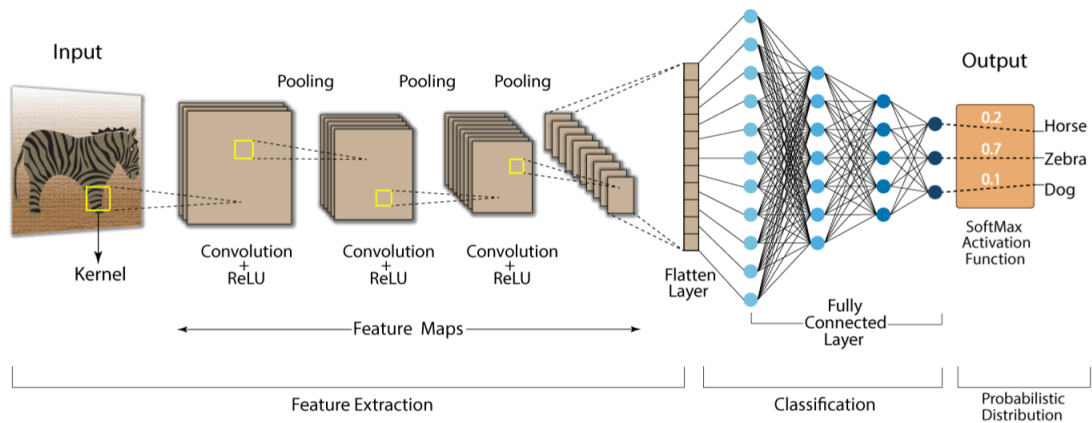 Input
Kernel
Pooling
Pooling
Pooling
Convolution
+
ReLU
Convolution
+
ReLU
Convolution
+
ReLU
Feature Maps
Flatten
Layer
Fully
Connected
Layer
Output
0.2
Horse
0.7
Zebra
0.1
Dog
SoftMax
Activation
Function
Feature Extraction
Classification
Probabilistic
Distribution